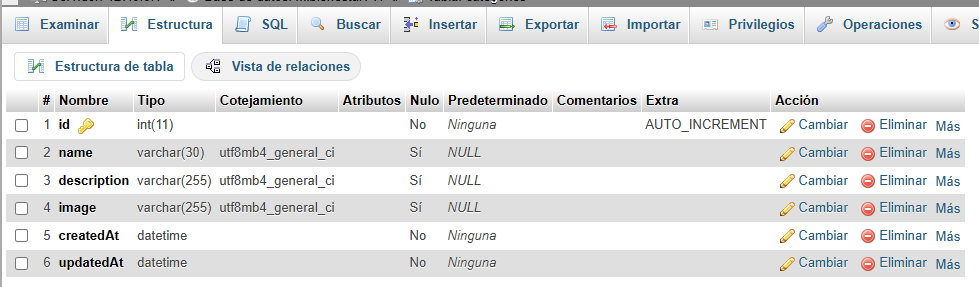 Examinar Estructura SQL Buscar Insertar Exportar Importar Privilegios Operaciones S
Estructura de tabla Vista de relaciones
# Nombre Tipo Cotejamiento Atributos Nulo Predeterminado Comentarios Extra Acción
1 id int(11) No Ninguna AUTO_INCREMENT Cambiar Eliminar Más
2 name varchar(30) utf8mb4_general_ci Sí NULL Cambiar Eliminar Más
3 description varchar(255) utf8mb4_general_ci Sí NULL Cambiar Eliminar Más
4 image varchar(255) utf8mb4_general_ci Sí NULL Cambiar Eliminar Más
5 createdAt datetime No Ninguna Cambiar Eliminar Más
6 updatedAt datetime No Ninguna Cambiar Eliminar Más